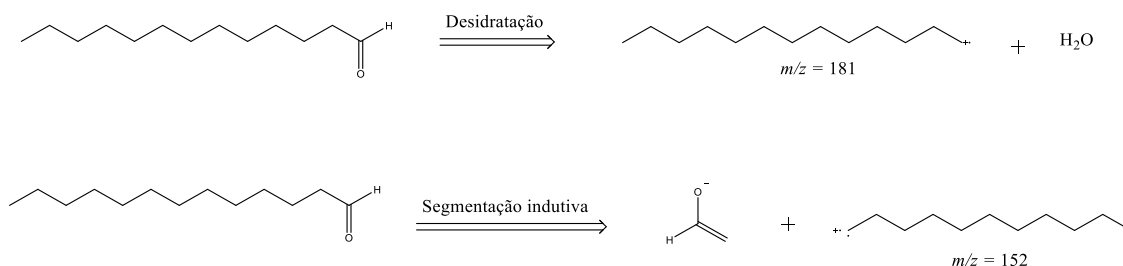 Desidratação
H
O
m/z = 181
+
H₂O
Segmentação indutiva
H
O
O⁻
H
+
+·
:
m/z = 152